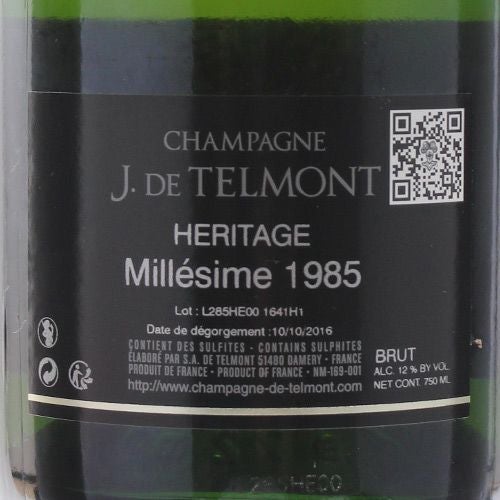 CHAMPAGNE
J. DE TELMONT
HERITAGE
Millésime 1985
Lot : L285HE00 1641H1
Date de dégorgement :10/10/2016
CONTIENT DES SULFITES - CONTAINS SULPHITES
ÉLABORÉ PAR S.A. DE TELMONT 51480 DAMERY - FRANCE
PRODUIT DE FRANCE - PRODUCT OF FRANCE - NM-169-001
http://www.champagne-de-telmont.com
BRUT
ALC. 12 % BY VOL.
NET CONT. 750 ML
285HE00